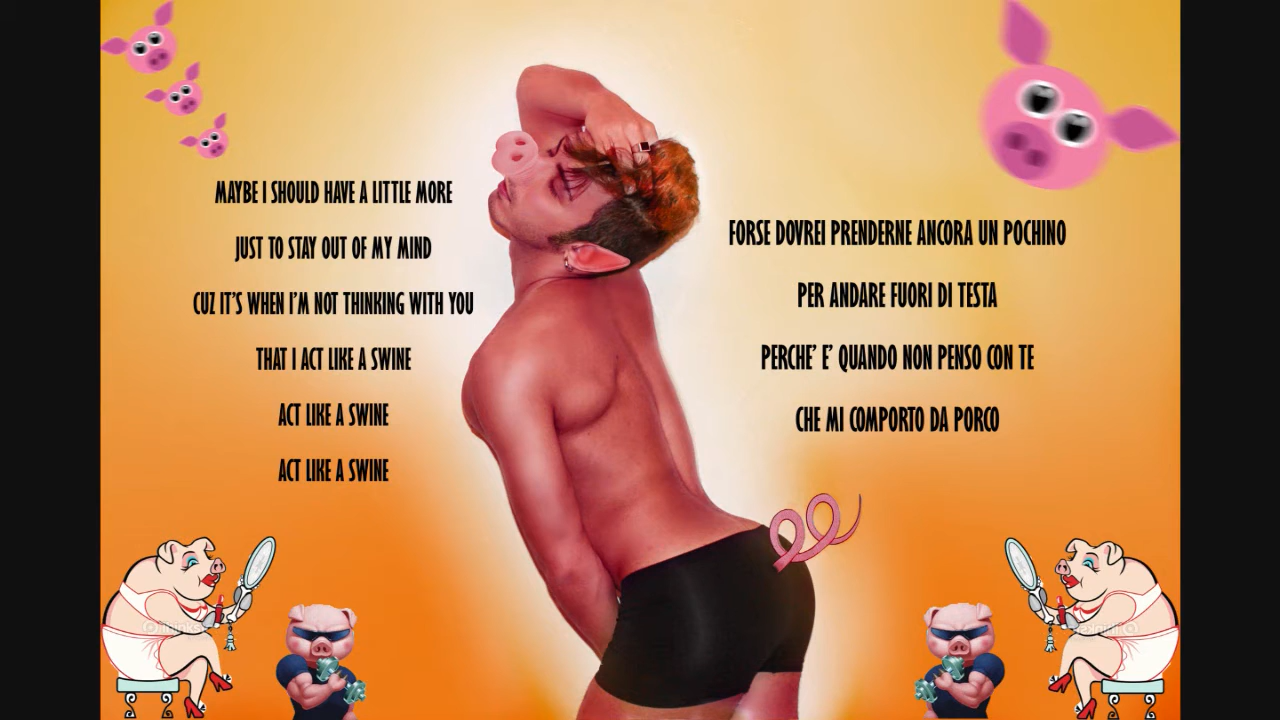 MAYBE I SHOULD HAVE A LITTLE MORE
JUST TO STAY OUT OF MY MIND
CUZ IT'S WHEN I'M NOT THINKING WITH YOU
THAT I ACT LIKE A SWINE
ACT LIKE A SWINE
ACT LIKE A SWINE
FORSE DOVREI PRENDERNE ANCORA UN POCHINO
PER ANDARE FUORI DI TESTA
PERCHE' E' QUANDO NON PENSO CON TE
CHE MI COMPORTO DA PORCO